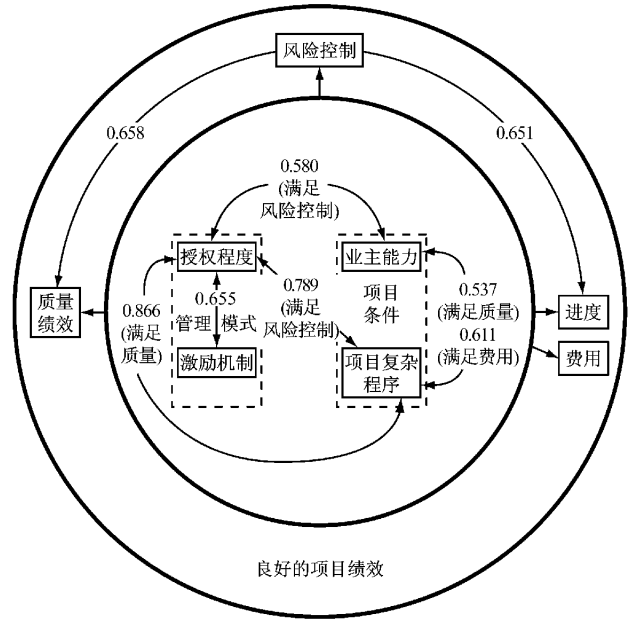 风险控制
0.658
0.651
0.580
(满足
风险控制)
授权程度
业主能力
质量
绩效
0.866
(满足
质量)
0.655
管理 模式
0.789
(满足
风险控制)
项目
条件
0.537
(满足质量)
0.611
(满足费用)
进度
费用
激励机制
项目复杂
程序
良好的项目绩效